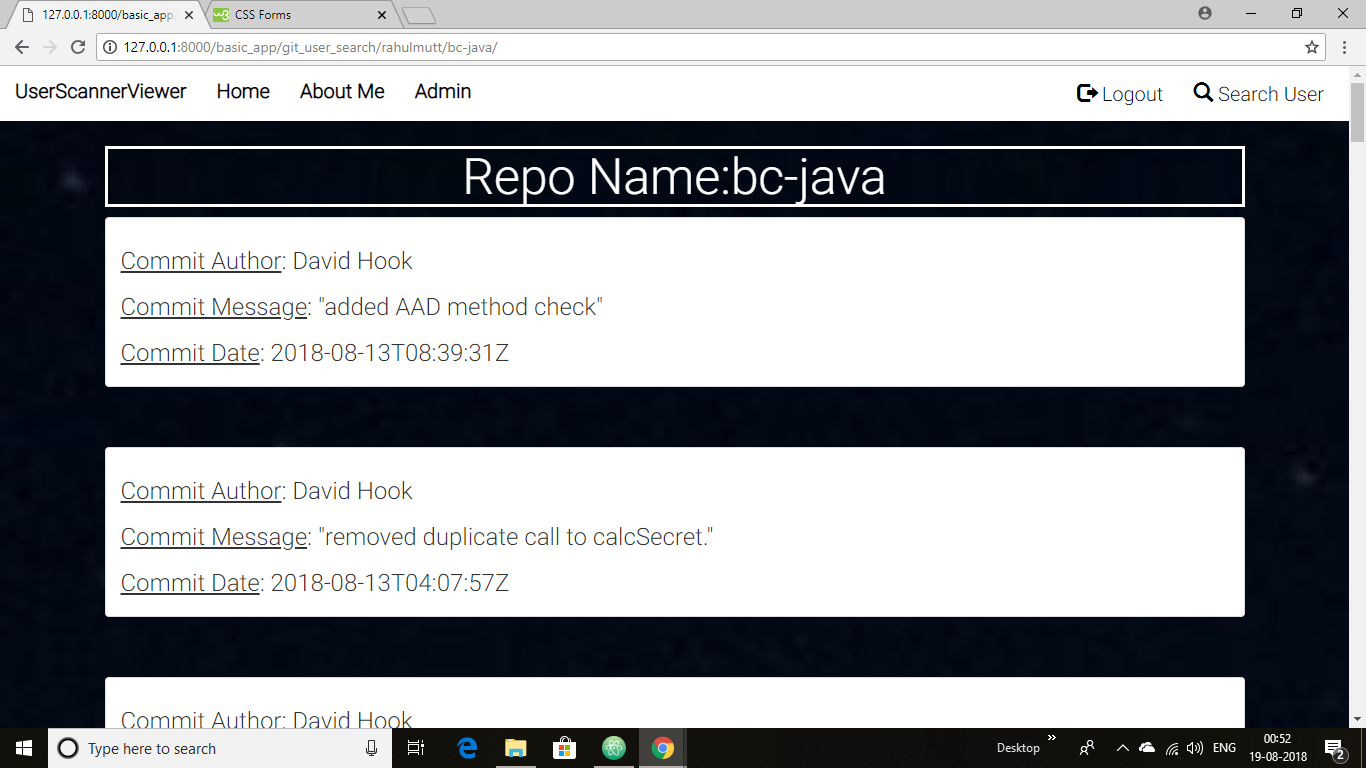 127.0.0.1:8000/basic_app
CSS Forms
127.0.0.1:8000/basic_app/git_user_search/rahulmutt/bc-java/
UserScannerViewer Home About Me Admin Logout Search User
Repo Name:bc-java
Commit Author: David Hook
Commit Message: "added AAD method check"
Commit Date: 2018-08-13T08:39:31Z
Commit Author: David Hook
Commit Message: "removed duplicate call to calcSecret."
Commit Date: 2018-08-13T04:07:57Z
Commit Author: David Hook
Type here to search
Desktop
ENG
00:52
19-08-2018
2